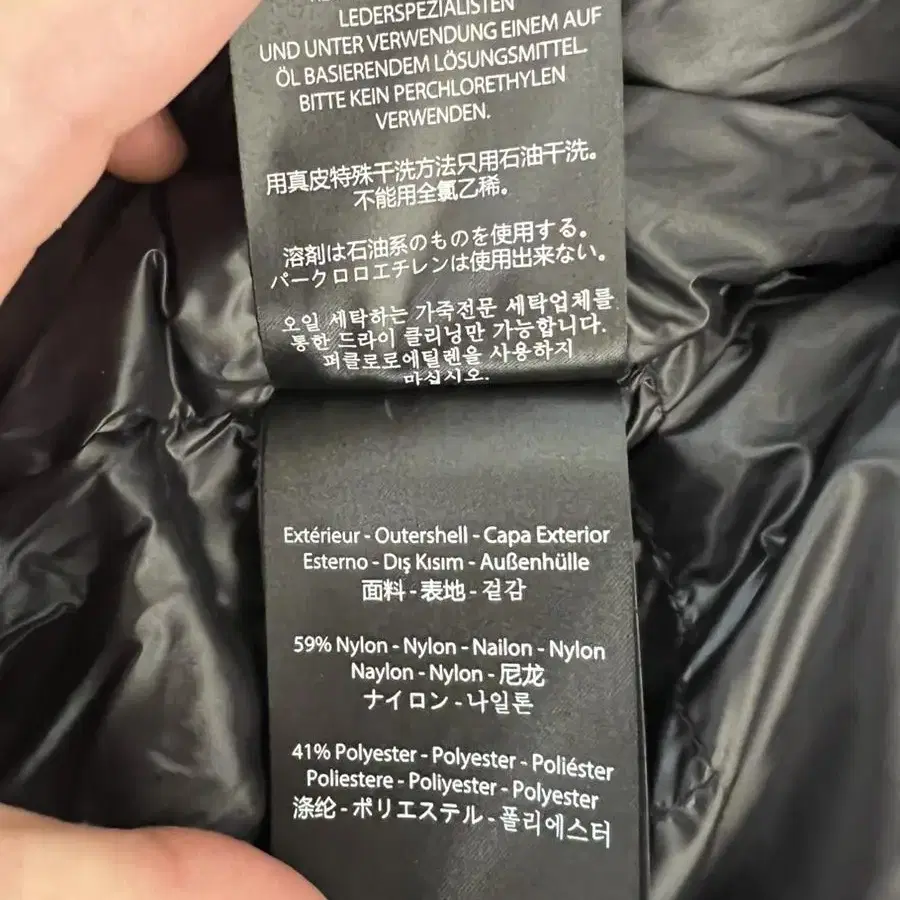 LEDERSPEZIALISTEN
UND UNTER VERWENDUNG EINEM AUF
ÖL BASIERENDEM LÖSUNGSMITTEL.
BITTE KEIN PERCHLORETHYLEN
VERWENDEN.
用真皮特殊干洗方法只用石油干洗。
不能用全氯乙稀。
溶剤は石油系のものを使用する。
パークロロエチレンは使用出来ない。
오일 세탁하는 가죽전문 세탁업체를
통한 드라이 클리닝만 가능합니다.
퍼클로로에틸렌을 사용하지
마십시오.
Extérieur - Outershell - Capa Exterior
Esterno - Dış Kısım - Außenhülle
面料 - 表地 - 겉감
59% Nylon - Nylon - Nailon - Nylon
Naylon - Nylon - 尼龙
ナイロン - 나일론
41% Polyester - Polyester - Poliéster
Poliestere - Poliyester - Polyester
涤纶 - ポリエステル - 폴리에스터